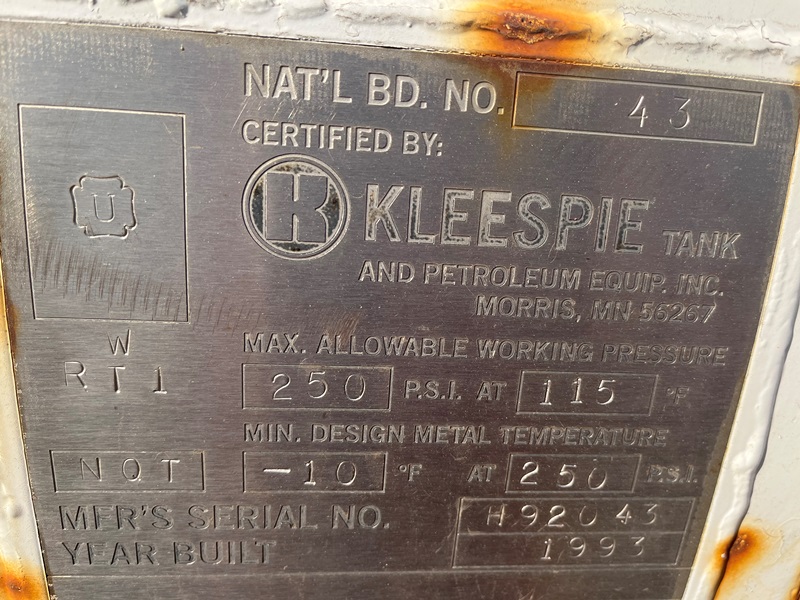 NAT'L BD. NO. 43
CERTIFIED BY:
U
K KLEESPIE TANK
AND PETROLEUM EQUIP. INC.
MORRIS, MN 56267
W
RT1
MAX. ALLOWABLE WORKING PRESSURE
250 P.S.I. AT 115 °F
MIN. DESIGN METAL TEMPERATURE
NQT -10 °F AT 250 P.S.I.
MFR'S SERIAL NO. H92043
YEAR BUILT 1993